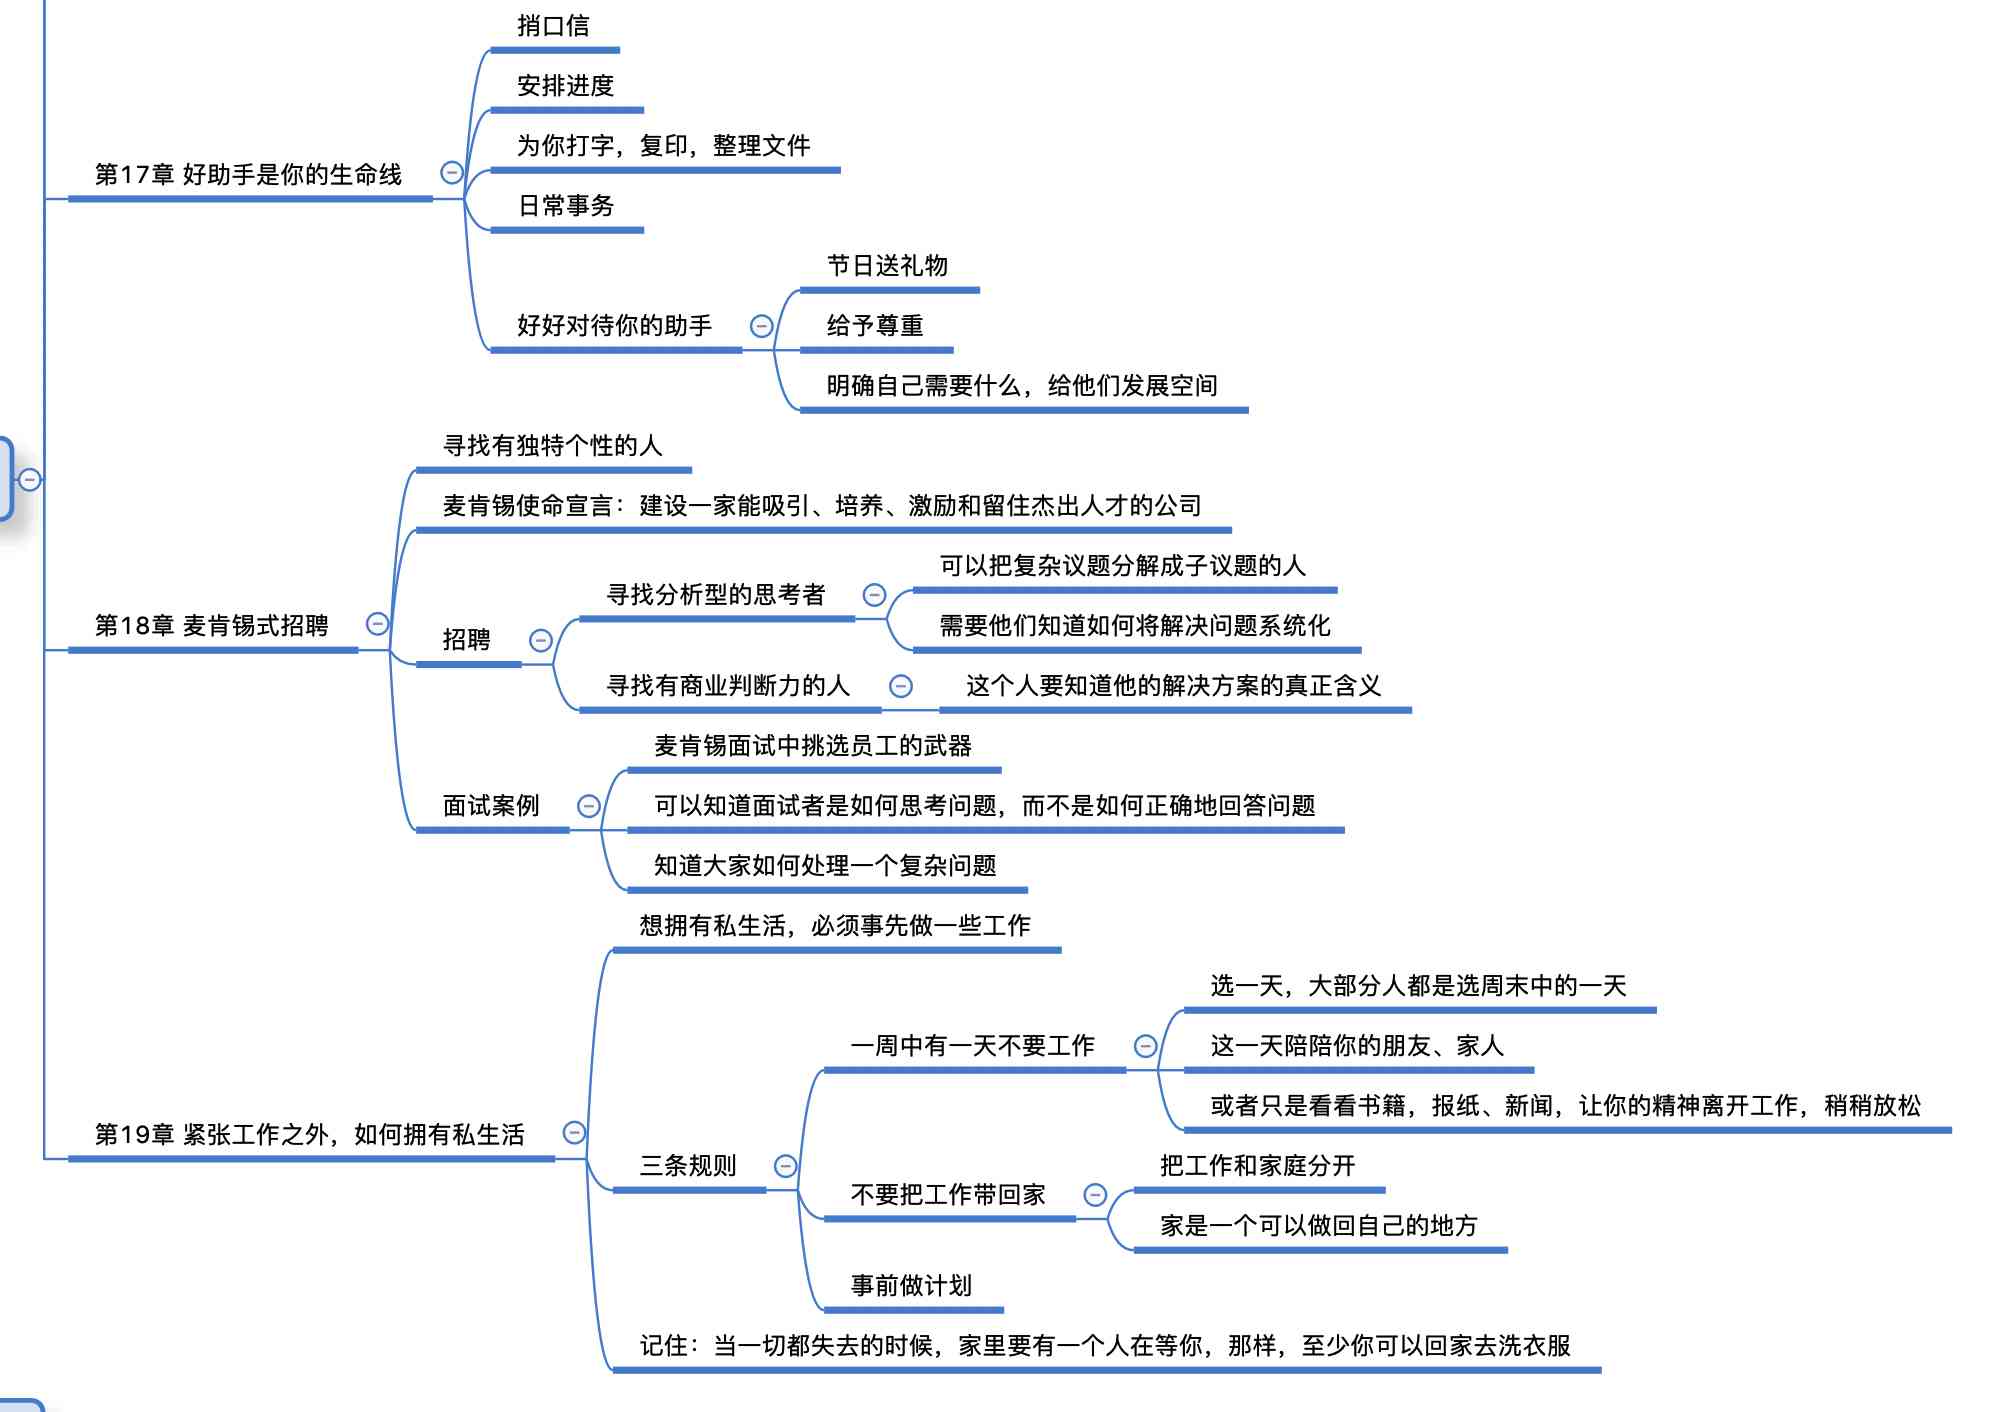 第17章 好助手是你的生命线
捎口信
安排进度
为你打字，复印，整理文件
日常事务
好好对待你的助手
节日送礼物
给予尊重
明确自己需要什么，给他们发展空间
第18章 麦肯锡式招聘
寻找有独特个性的人
麦肯锡使命宣言：建设一家能吸引、培养、激励和留住杰出人才的公司
招聘
寻找分析型的思考者
可以把复杂议题分解成子议题的人
需要他们知道如何将解决问题系统化
寻找有商业判断力的人
这个人要知道他的解决方案的真正含义
面试案例
麦肯锡面试中挑选员工的武器
可以知道面试者是如何思考问题，而不是如何正确地回答问题
知道大家如何处理一个复杂问题
第19章 紧张工作之外，如何拥有私生活
想拥有私生活，必须事先做一些工作
三条规则
一周中有一天不要工作
选一天，大部分人都是选周末中的一天
这一天陪陪你的朋友、家人
或者只是看看书籍，报纸、新闻，让你的精神离开工作，稍稍放松
不要把工作带回家
把工作和家庭分开
家是一个可以做回自己的地方
事前做计划
记住：当一切都失去的时候，家里要有一个人在等你，那样，至少你可以回家去洗衣服